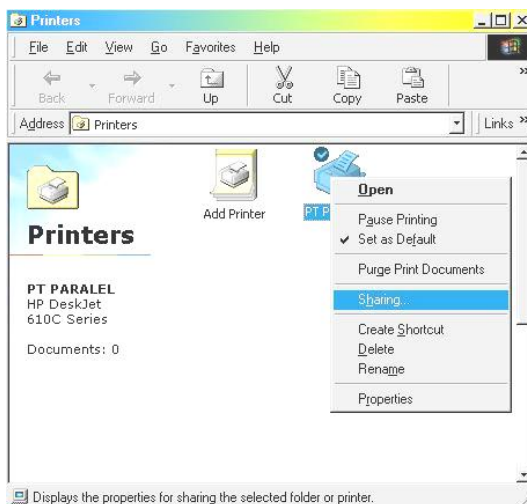 Printers
File Edit View Go Favorites Help
Back Forward Up Cut Copy Paste »
Address Printers Links »
Add Printer
PT P
Printers
PT PARALEL
HP DeskJet
610C Series
Documents: 0
Open
Pause Printing
Set as Default
Purge Print Documents
Sharing...
Create Shortcut
Delete
Rename
Properties
Displays the properties for sharing the selected folder or printer.